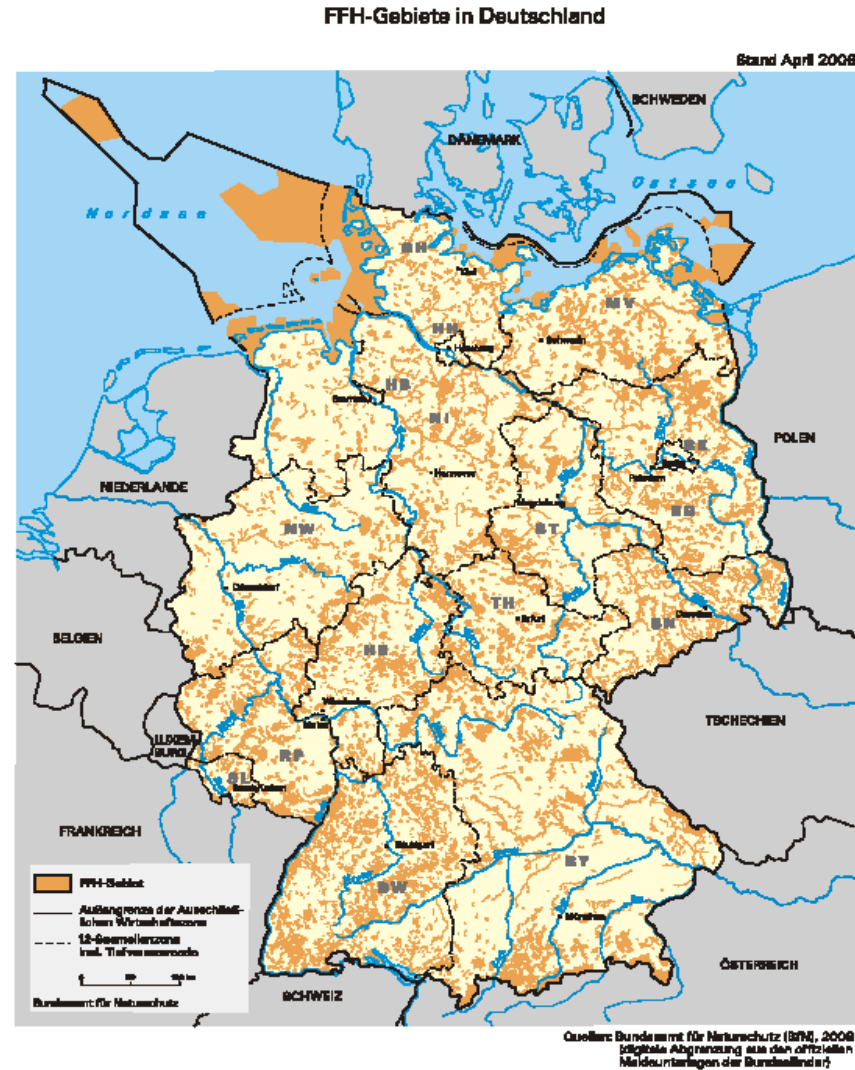 FFH-Gebiete in Deutschland
Stand April 2009
SCHWEDEN
DÄNEMARK
Ostsee
Nordsee
SH
Kiel
MV
HH
Hamburg
Schwerin
HB
Bremen
NI
BE
POLEN
Berlin
Hannover
Potsdam
NIEDERLANDE
Magdeburg
BB
NW
ST
Düsseldorf
TH
Erfurt
SN
Dresden
BELGIEN
HE
Wiesbaden
Mainz
TSCHECHIEN
LUXEM-
BURG
RP
SL
Saarbrücken
FRANKREICH
Stuttgart
BY
BW
München
FFH-Gebiet
Außengrenze der Ausschließ-
lichen Wirtschaftszone
12-Seemeilenzone
inkl. Tiefwasserreede
ÖSTERREICH
Bundesamt für Naturschutz
SCHWEIZ
Quellen: Bundesamt für Naturschutz (BfN), 2009
(digitale Abgrenzung aus den offiziellen
Meldeunterlagen der Bundesländer)